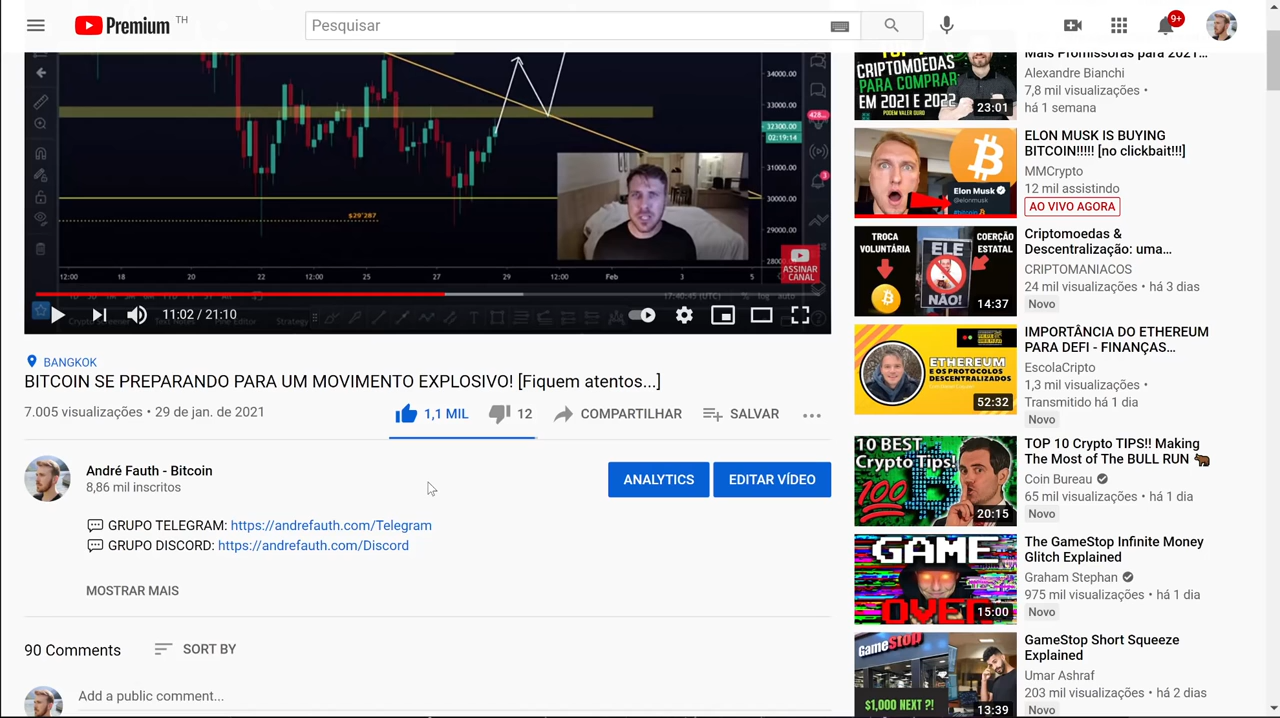 Premium TH
Pesquisar
9+
34000.00
33000.00
428...
32300.00
02:19:14
31000.00
30000.00
$29'287
29000.00
3
ASSINAR
CANAL
12:00 18 12:00 22 12:00 25 27 29 12:00 Feb 3 5
11:02 / 21:10
BANGKOK
BITCOIN SE PREPARANDO PARA UM MOVIMENTO EXPLOSIVO! [Fiquem atentos...]
7.005 visualizações • 29 de jan. de 2021
1,1 MIL 12 COMPARTILHAR SALVAR
André Fauth - Bitcoin
8,86 mil inscritos
ANALYTICS EDITAR VÍDEO
GRUPO TELEGRAM: https://andrefauth.com/Telegram
GRUPO DISCORD: https://andrefauth.com/Discord
MOSTRAR MAIS
90 Comments SORT BY
Add a public comment...
CRIPTOMOEDAS
PARA COMPRAR
EM 2021 E 2022
PODEM VALER OURO
23:01
Mais Promissoras para 2021...
Alexandre Bianchi
7,8 mil visualizações •
há 1 semana
Elon Musk
@elonmusk
#bitcoin
ELON MUSK IS BUYING
BITCOIN!!!!! [no clickbait!!!]
MMCrypto
12 mil assistindo
AO VIVO AGORA
TROCA
VOLUNTÁRIA
ELE
NÃO!
COERÇÃO
ESTATAL
14:37
Criptomoedas &
Descentralização: uma...
CRIPTOMANIACOS
24 mil visualizações • há 3 dias
Novo
ETHEREUM
E OS PROTOCOLOS
DESCENTRALIZADOS
52:32
IMPORTÂNCIA DO ETHEREUM
PARA DEFI - FINANÇAS...
EscolaCripto
1,3 mil visualizações •
Transmitido há 1 dia
Novo
10 BEST
Crypto Tips!
100
20:15
TOP 10 Crypto TIPS!! Making
The Most of The BULL RUN 🐂
Coin Bureau
65 mil visualizações • há 1 dia
Novo
GAME
OVER
15:00
The GameStop Infinite Money
Glitch Explained
Graham Stephan
975 mil visualizações • há 1 dia
Novo
GameStop
$1,000 NEXT ?!
13:39
GameStop Short Squeeze
Explained
Umar Ashraf
203 mil visualizações • há 2 dias
Novo